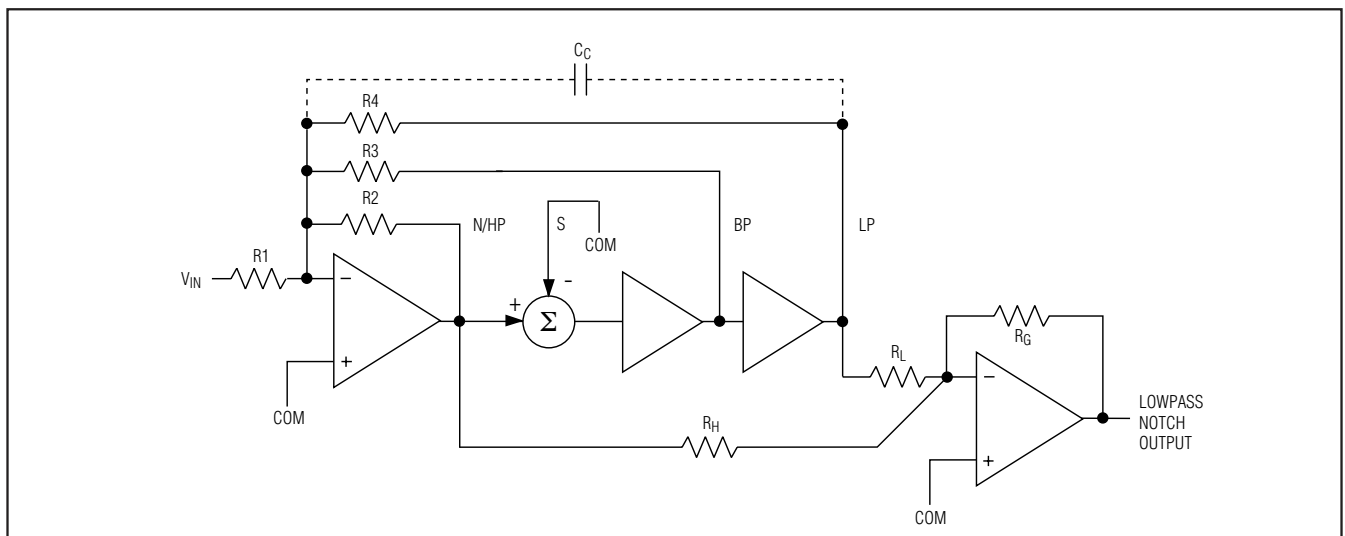 C_C
R4
R3
R2
N/HP
S
COM
BP
LP
R1
V_IN
−
+
-
Σ
+
COM
R_L
R_G
−
+
LOWPASS
NOTCH
OUTPUT
R_H
COM